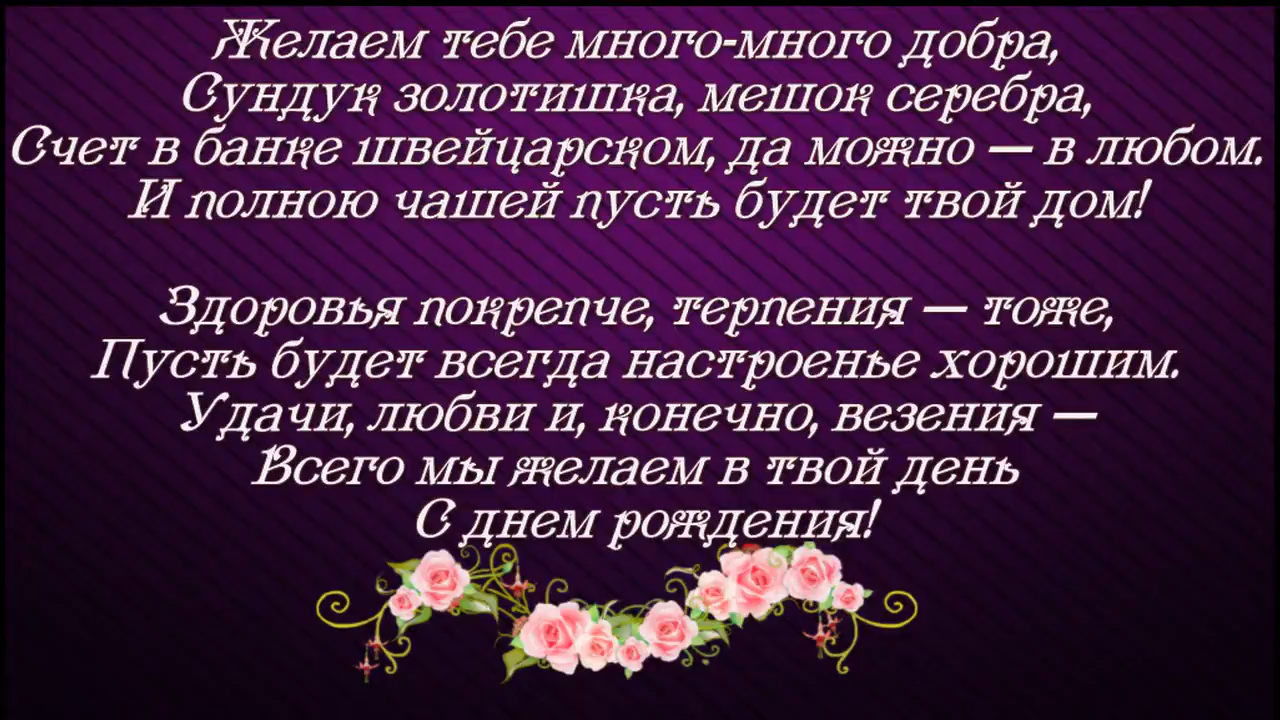 Желаем тебе много-много добра,
Сундук золотишка, мешок серебра,
Счет в банке швейцарском, да можно — в любом.
И полною чашей пусть будет твой дом!
Здоровья покрепче, терпения — тоже,
Пусть будет всегда настроенье хорошим.
Удачи, любви и, конечно, везения —
Всего мы желаем в твой день
С днем рождения!